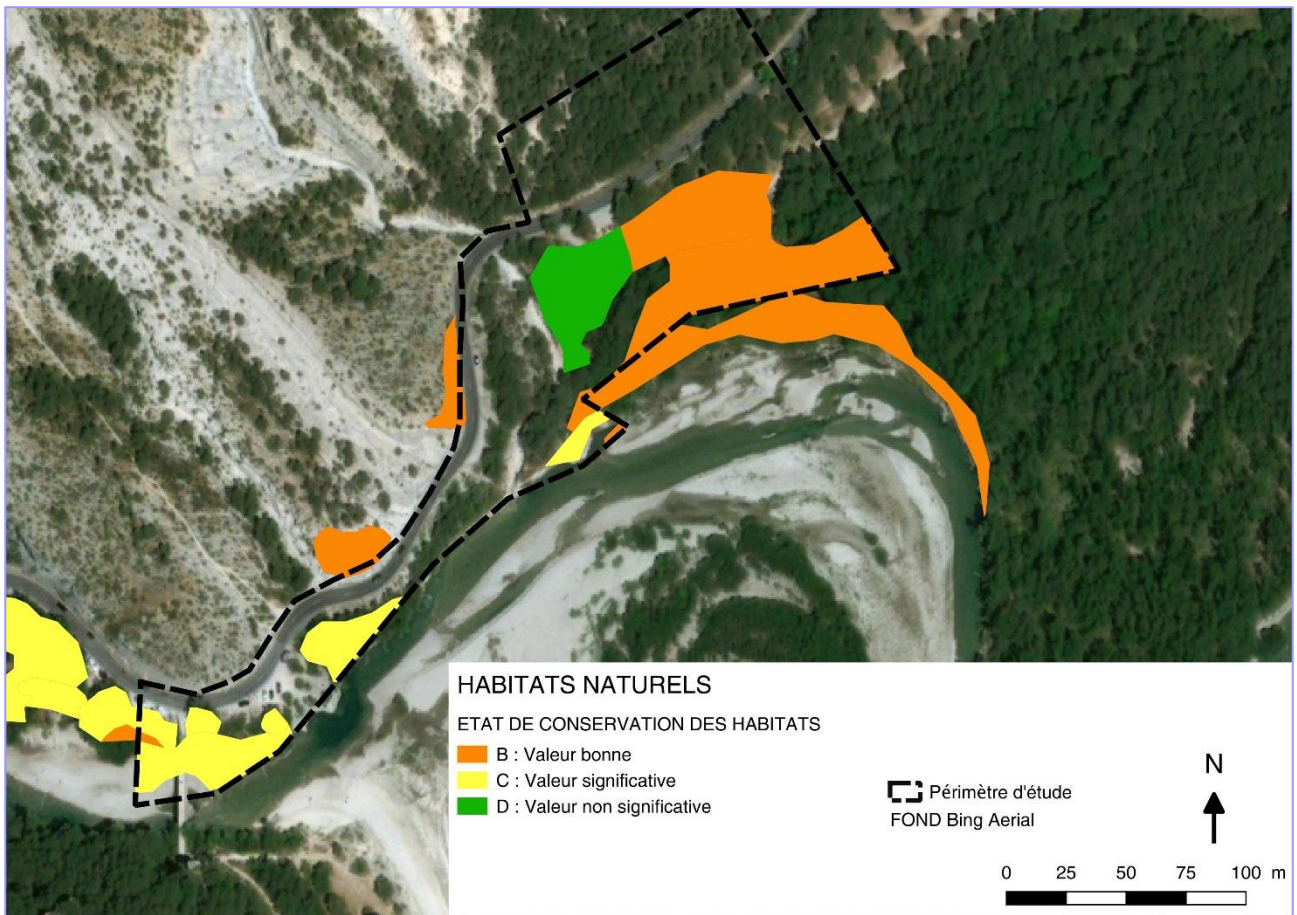 HABITATS NATURELS
ETAT DE CONSERVATION DES HABITATS
B : Valeur bonne
C : Valeur significative
D : Valeur non significative
Périmètre d'étude
FOND Bing Aerial
N
0 25 50 75 100 m